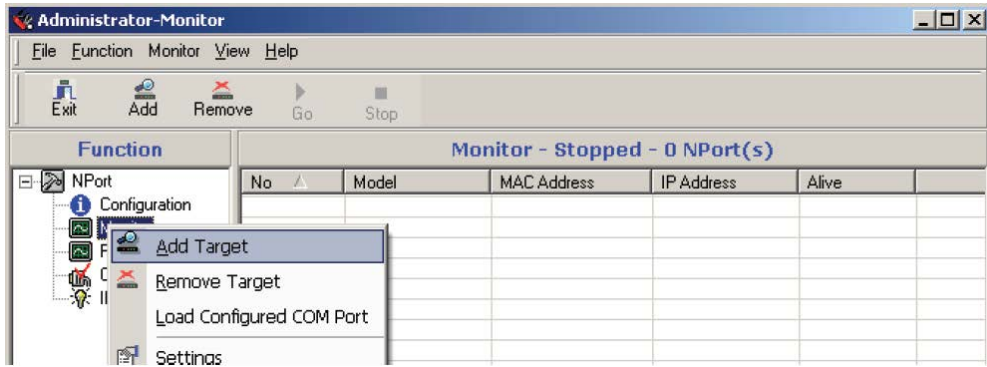 Administrator-Monitor
File Function Monitor View Help
Exit Add Remove Go Stop
Function
Monitor - Stopped - 0 NPort(s)
NPort
No Model MAC Address IP Address Alive
Configuration
Add Target
Remove Target
Load Configured COM Port
Settings